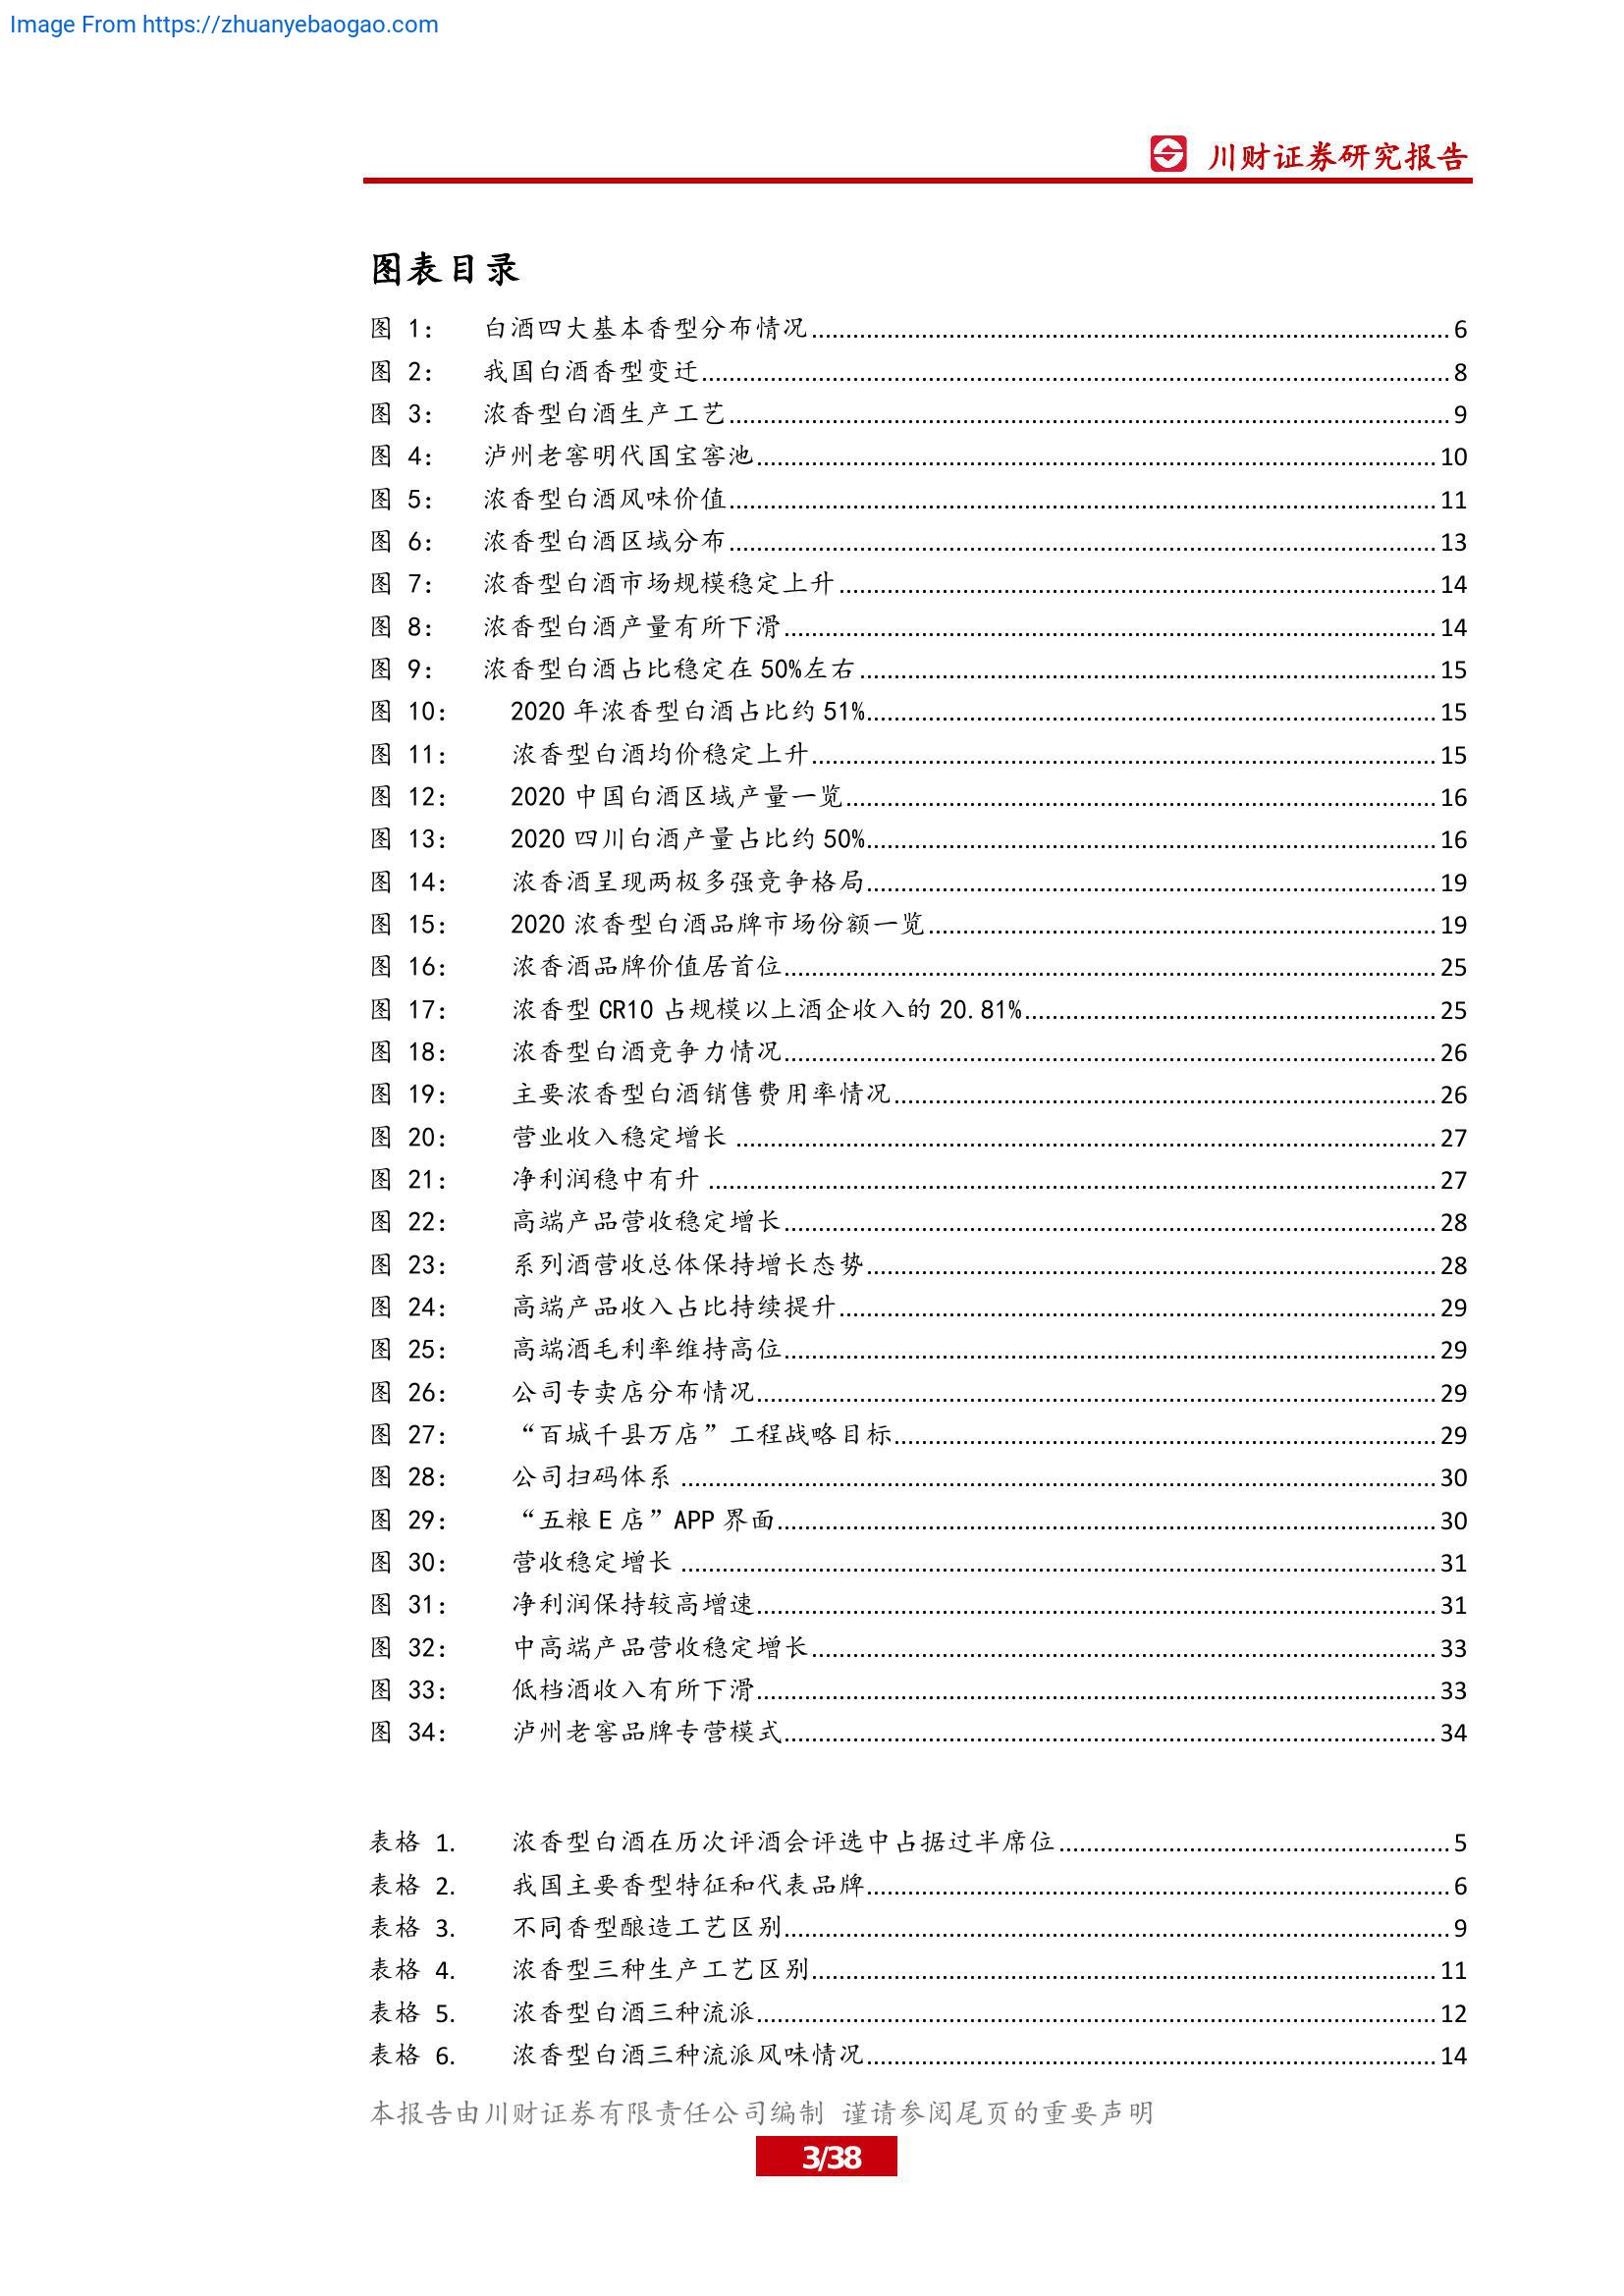 Image From https://zhuanyebaogao.com
川财证券研究报告
图表目录
图 1： 白酒四大基本香型分布情况 6
图 2： 我国白酒香型变迁 8
图 3： 浓香型白酒生产工艺 9
图 4： 泸州老窖明代国宝窖池 10
图 5： 浓香型白酒风味价值 11
图 6： 浓香型白酒区域分布 13
图 7： 浓香型白酒市场规模稳定上升 14
图 8： 浓香型白酒产量有所下滑 14
图 9： 浓香型白酒占比稳定在 50%左右 15
图 10： 2020 年浓香型白酒占比约 51% 15
图 11： 浓香型白酒均价稳定上升 15
图 12： 2020 中国白酒区域产量一览 16
图 13： 2020 四川白酒产量占比约 50% 16
图 14： 浓香酒呈现两极多强竞争格局 19
图 15： 2020 浓香型白酒品牌市场份额一览 19
图 16： 浓香酒品牌价值居首位 25
图 17： 浓香型 CR10 占规模以上酒企收入的 20.81% 25
图 18： 浓香型白酒竞争力情况 26
图 19： 主要浓香型白酒销售费用率情况 26
图 20： 营业收入稳定增长 27
图 21： 净利润稳中有升 27
图 22： 高端产品营收稳定增长 28
图 23： 系列酒营收总体保持增长态势 28
图 24： 高端产品收入占比持续提升 29
图 25： 高端酒毛利率维持高位 29
图 26： 公司专卖店分布情况 29
图 27： “百城千县万店”工程战略目标 29
图 28： 公司扫码体系 30
图 29： “五粮 E 店”APP 界面 30
图 30： 营收稳定增长 31
图 31： 净利润保持较高增速 31
图 32： 中高端产品营收稳定增长 33
图 33： 低档酒收入有所下滑 33
图 34： 泸州老窖品牌专营模式 34
表格 1. 浓香型白酒在历次评酒会评选中占据过半席位 5
表格 2. 我国主要香型特征和代表品牌 6
表格 3. 不同香型酿造工艺区别 9
表格 4. 浓香型三种生产工艺区别 11
表格 5. 浓香型白酒三种流派 12
表格 6. 浓香型白酒三种流派风味情况 14
本报告由川财证券有限责任公司编制 谨请参阅尾页的重要声明
3/38